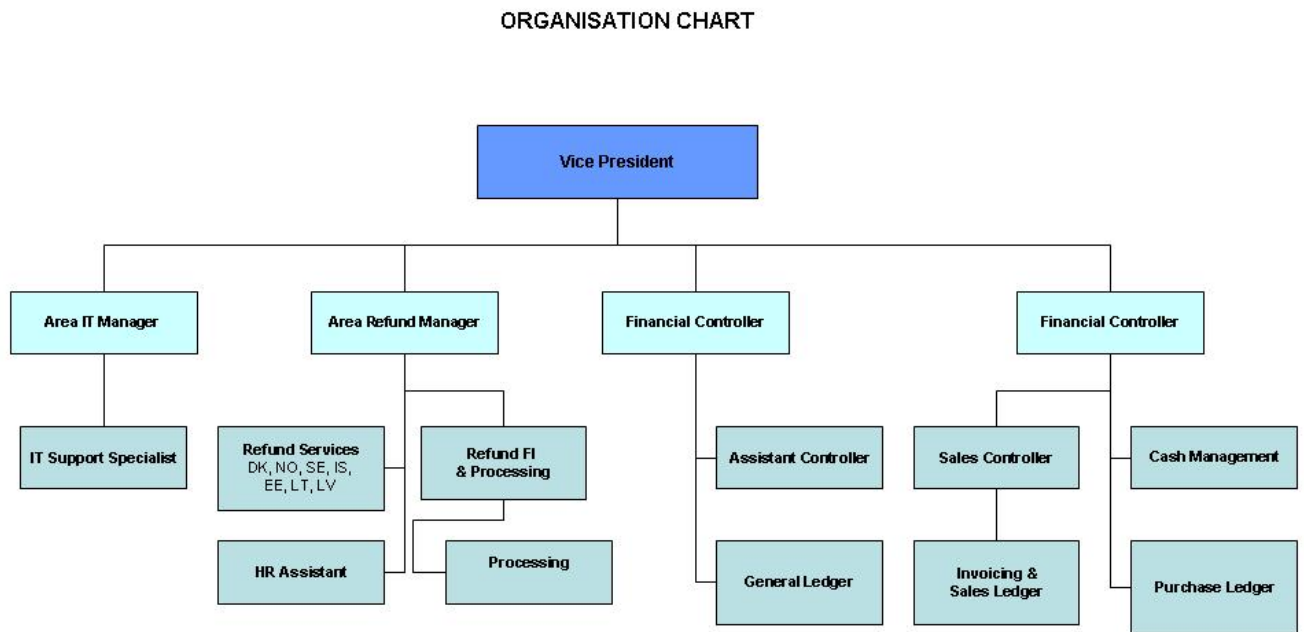 ORGANISATION CHART
Vice President
Area IT Manager
Area Refund Manager
Financial Controller
Financial Controller
IT Support Specialist
Refund Services
DK, NO, SE, IS,
EE, LT, LV
Refund FI
& Processing
Assistant Controller
Sales Controller
Cash Management
HR Assistant
Processing
General Ledger
Invoicing &
Sales Ledger
Purchase Ledger